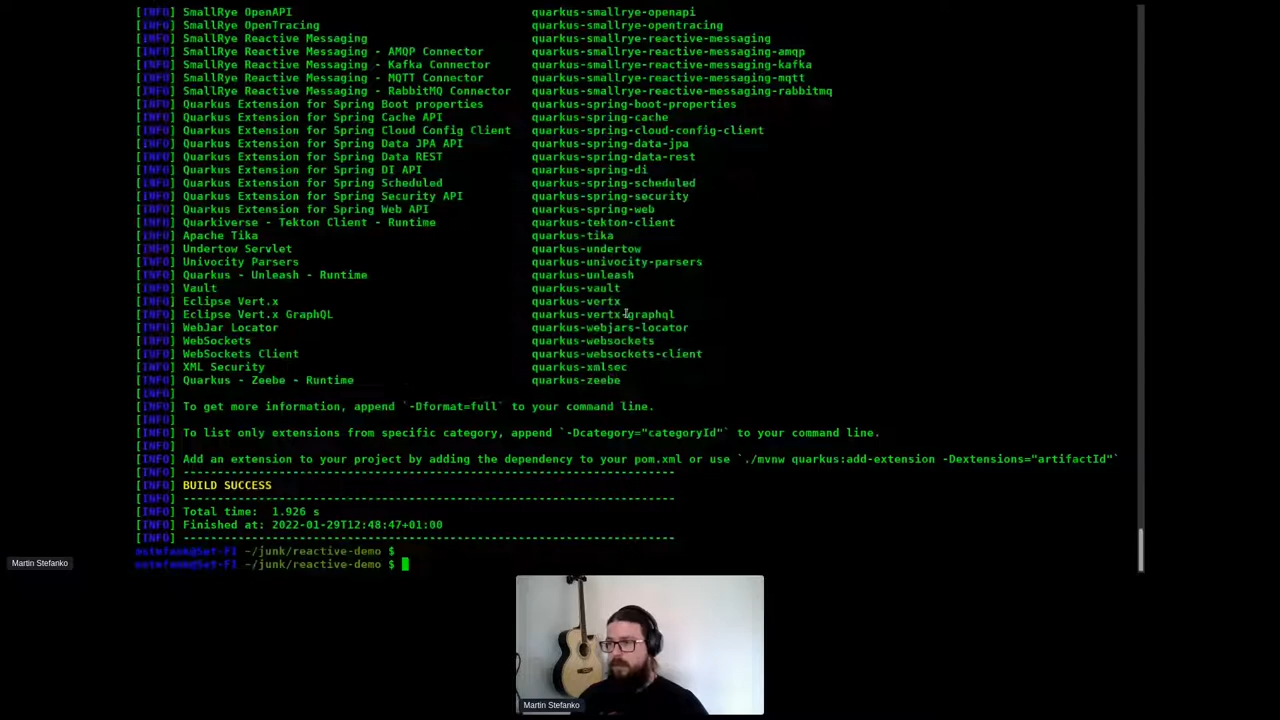 [INFO] SmallRye OpenAPI quarkus-smallrye-openapi
[INFO] SmallRye OpenTracing quarkus-smallrye-opentracing
[INFO] SmallRye Reactive Messaging quarkus-smallrye-reactive-messaging
[INFO] SmallRye Reactive Messaging - AMQP Connector quarkus-smallrye-reactive-messaging-amqp
[INFO] SmallRye Reactive Messaging - Kafka Connector quarkus-smallrye-reactive-messaging-kafka
[INFO] SmallRye Reactive Messaging - MQTT Connector quarkus-smallrye-reactive-messaging-mqtt
[INFO] SmallRye Reactive Messaging - RabbitMQ Connector quarkus-smallrye-reactive-messaging-rabbitmq
[INFO] Quarkus Extension for Spring Boot properties quarkus-spring-boot-properties
[INFO] Quarkus Extension for Spring Cache API quarkus-spring-cache
[INFO] Quarkus Extension for Spring Cloud Config Client quarkus-spring-cloud-config-client
[INFO] Quarkus Extension for Spring Data JPA API quarkus-spring-data-jpa
[INFO] Quarkus Extension for Spring Data REST quarkus-spring-data-rest
[INFO] Quarkus Extension for Spring DI API quarkus-spring-di
[INFO] Quarkus Extension for Spring Scheduled quarkus-spring-scheduled
[INFO] Quarkus Extension for Spring Security API quarkus-spring-security
[INFO] Quarkus Extension for Spring Web API quarkus-spring-web
[INFO] Quarkiverse - Tekton Client - Runtime quarkus-tekton-client
[INFO] Apache Tika quarkus-tika
[INFO] Undertow Servlet quarkus-undertow
[INFO] Univocity Parsers quarkus-univocity-parsers
[INFO] Quarkus - Unleash - Runtime quarkus-unleash
[INFO] Vault quarkus-vault
[INFO] Eclipse Vert.x quarkus-vertx
[INFO] Eclipse Vert.x GraphQL quarkus-vertx-graphql
[INFO] WebJar Locator quarkus-webjars-locator
[INFO] WebSockets quarkus-websockets
[INFO] WebSockets Client quarkus-websockets-client
[INFO] XML Security quarkus-xmlsec
[INFO] Quarkus - Zeebe - Runtime quarkus-zeebe
[INFO]
[INFO] To get more information, append `-Dformat=full` to your command line.
[INFO]
[INFO] To list only extensions from specific category, append `-Dcategory="categoryId"` to your command line.
[INFO]
[INFO] Add an extension to your project by adding the dependency to your pom.xml or use `./mvnw quarkus:add-extension -Dextensions="artifactId"`
[INFO] ------------------------------------------------------------------------
[INFO] BUILD SUCCESS
[INFO] ------------------------------------------------------------------------
[INFO] Total time:  1.926 s
[INFO] Finished at: 2022-01-29T12:48:47+01:00
[INFO] ------------------------------------------------------------------------
mstefank@Set-FI ~/junk/reactive-demo $
mstefank@Set-FI ~/junk/reactive-demo $
Martin Stefanko
Martin Stefanko